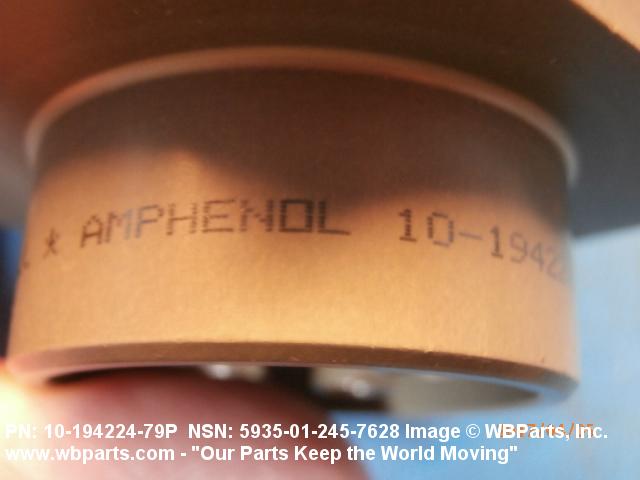 * AMPHENOL 10-1942
PN: 10-194224-79P NSN: 5935-01-245-7628 Image © WBParts, Inc.
www.wbparts.com - "Our Parts Keep the World Moving"